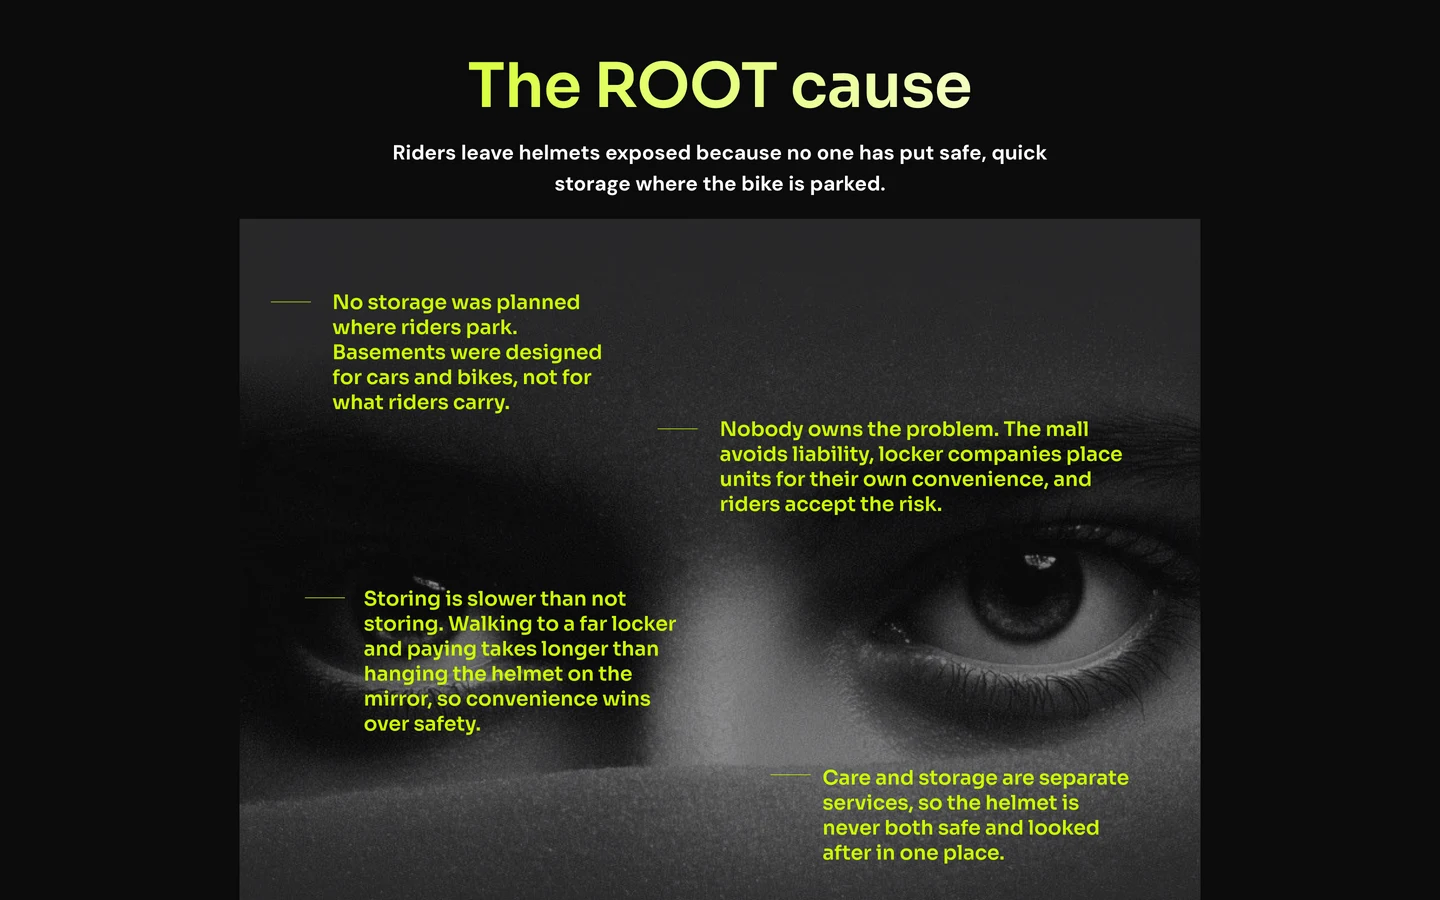 The ROOT cause
Riders leave helmets exposed because no one has put safe, quick
storage where the bike is parked.
No storage was planned
where riders park.
Basements were designed
for cars and bikes, not for
what riders carry.
Nobody owns the problem. The mall
avoids liability, locker companies place
units for their own convenience, and
riders accept the risk.
Storing is slower than not
storing. Walking to a far locker
and paying takes longer than
hanging the helmet on the
mirror, so convenience wins
over safety.
Care and storage are separate
services, so the helmet is
never both safe and looked
after in one place.